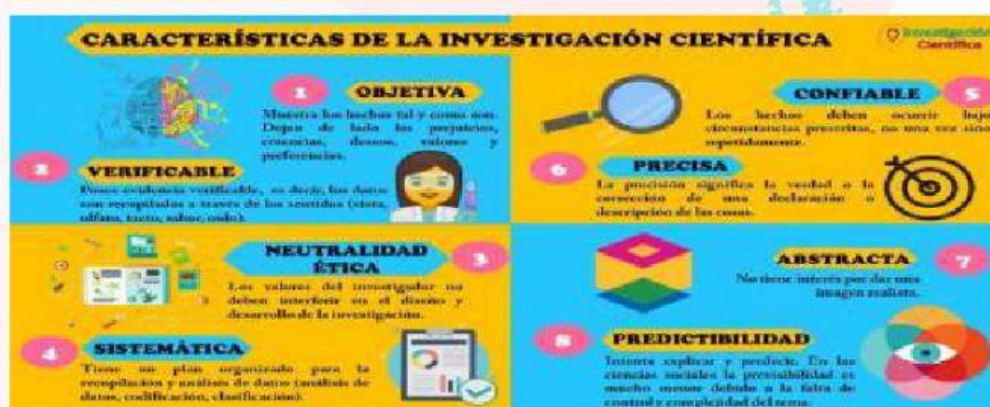 CARACTERÍSTICAS DE LA INVESTIGACIÓN CIENTÍFICA
Investigación
Científica
1 OBJETIVA
Muestra los hechos tal y como son.
Dejan de lado los prejuicios,
creencias, deseos, valores y
preferencias.
2 VERIFICABLE
Posee evidencia verificable, es decir, los datos
son recopilados a través de los sentidos (vista,
olfato, tacto, sabor, oído).
NEUTRALIDAD 3
ÉTICA
Los valores del investigador no
deben interferir en el diseño y
desarrollo de la investigación.
4 SISTEMÁTICA
Tiene un plan organizado para la
recopilación y análisis de datos (análisis de
datos, codificación, clasificación).
CONFIABLE 5
Los hechos deben ocurrir bajo
circunstancias prescritas, no una vez sino
repetidamente.
6 PRECISA
La precisión significa la verdad o la
corrección de una declaración o
descripción de las cosas.
ABSTRACTA 7
No tiene interés por dar una
imagen realista.
8 PREDICTIBILIDAD
Intenta explicar y predecir. En las
ciencias sociales la previsibilidad es
mucho menor debido a la falta de
control y complejidad del tema.